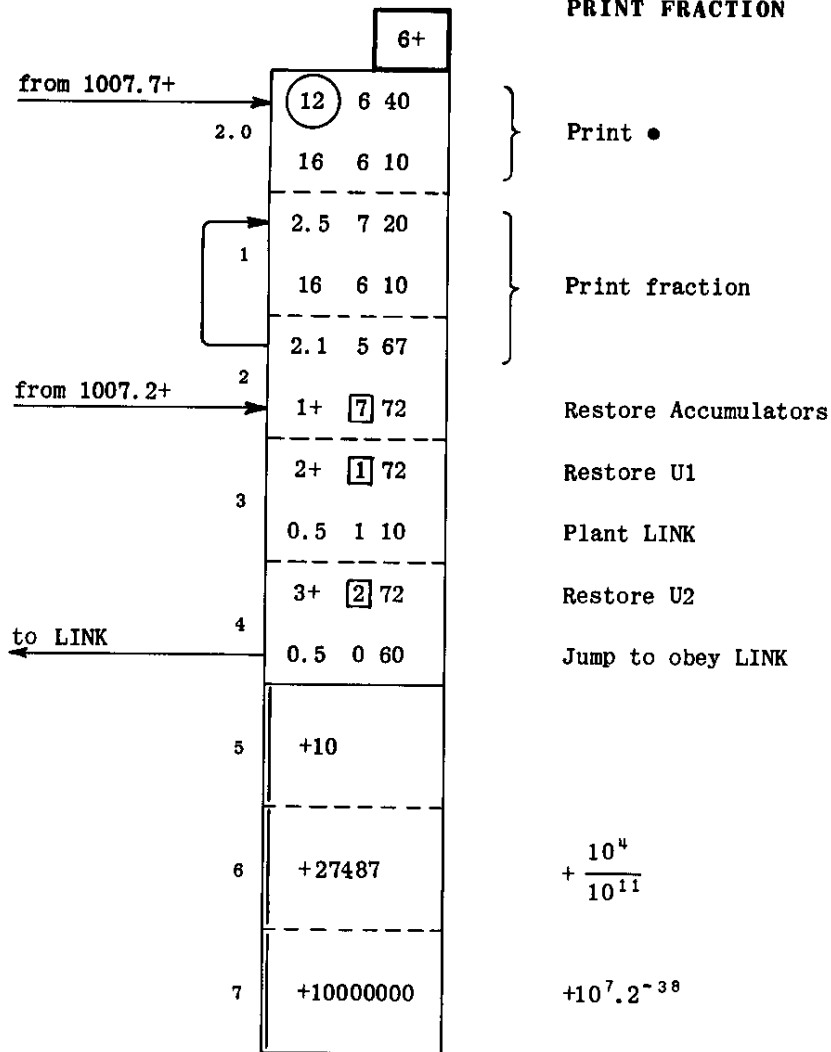 PRINT FRACTION
6+
from 1007.7+
12 6 40
2.0
Print ●
16 6 10
2.5 7 20
1
16 6 10
Print fraction
2.1 5 67
2
from 1007.2+
1+ 7 72 Restore Accumulators
2+ 1 72 Restore U1
3
0.5 1 10 Plant LINK
3+ 2 72 Restore U2
4
to LINK
0.5 0 60 Jump to obey LINK
5 +10
6 +27487 + 10⁴ / 10¹¹
7 +10000000 +10⁷.2⁻³⁸